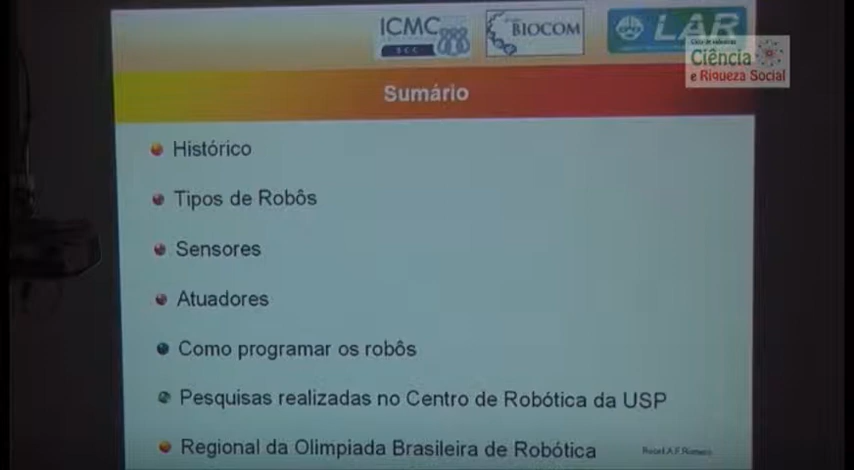 ICMC
SCC
BIOCOM
LAR
Ciência
e Riqueza Social
Sumário
Histórico
Tipos de Robôs
Sensores
Atuadores
Como programar os robôs
Pesquisas realizadas no Centro de Robótica da USP
Regional da Olimpiada Brasileira de Robótica